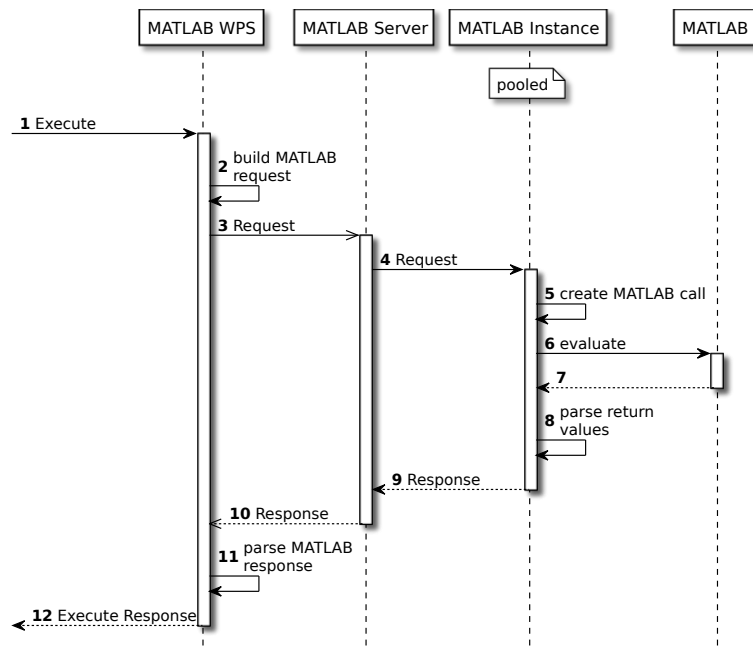 MATLAB WPS
MATLAB Server
MATLAB Instance
MATLAB
pooled
1 Execute
2 build MATLAB
request
3 Request
4 Request
5 create MATLAB call
6 evaluate
7
8 parse return
values
9 Response
10 Response
11 parse MATLAB
response
12 Execute Response